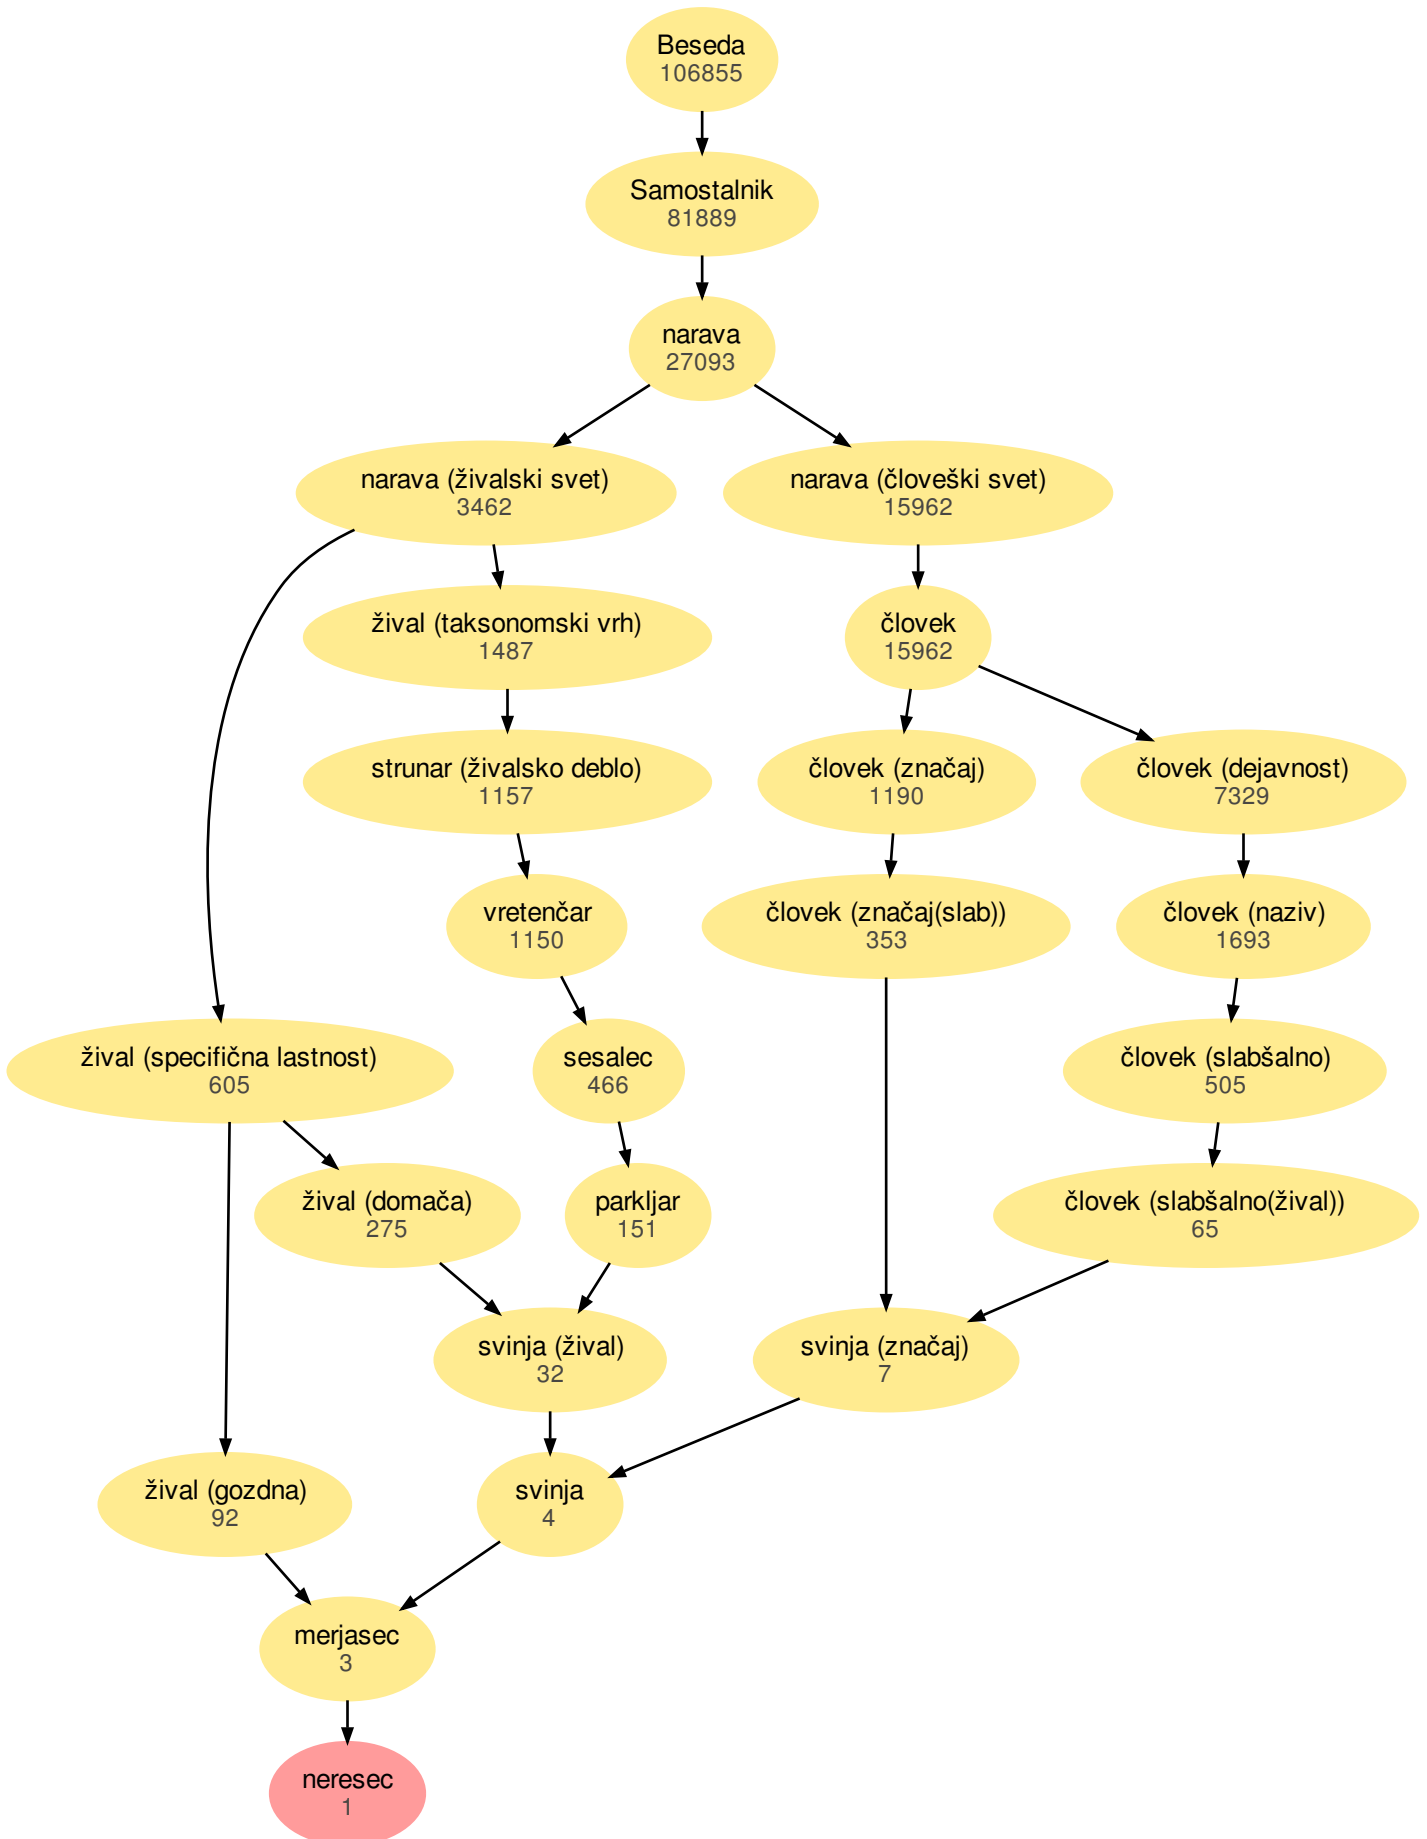 Beseda
106855
Samostalnik
81889
narava
27093
narava (živalski svet)
3462
narava (človeški svet)
15962
žival (taksonomski vrh)
1487
človek
15962
strunar (živalsko deblo)
1157
človek (značaj)
1190
človek (dejavnost)
7329
vretenčar
1150
človek (značaj(slab))
353
človek (naziv)
1693
žival (specifična lastnost)
605
sesalec
466
človek (slabšalno)
505
žival (domača)
275
parkljar
151
človek (slabšalno(žival))
65
svinja (žival)
32
svinja (značaj)
7
žival (gozdna)
92
svinja
4
merjasec
3
neresec
1